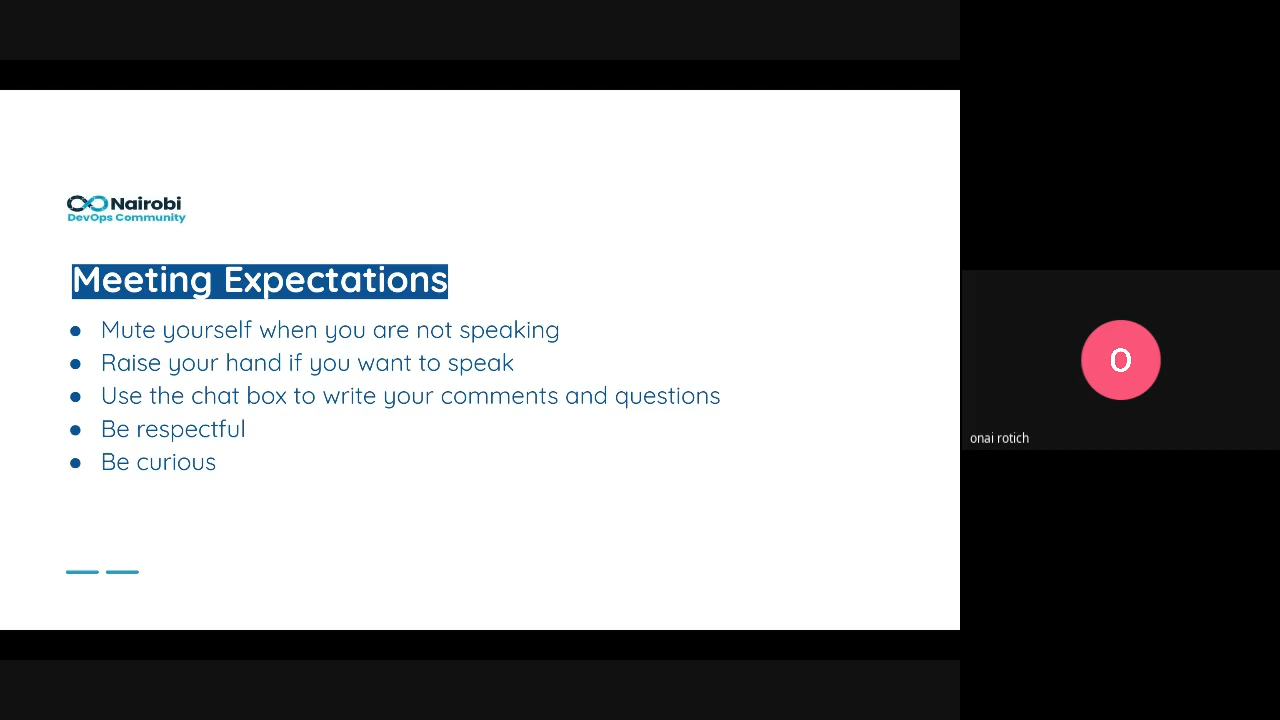 Nairobi
DevOps Community
Meeting Expectations
● Mute yourself when you are not speaking
● Raise your hand if you want to speak
● Use the chat box to write your comments and questions
● Be respectful
● Be curious
O
onai rotich